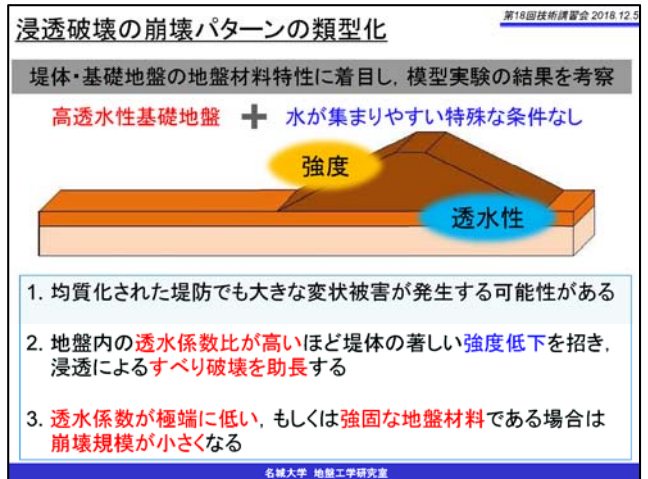 第18回技術講習会 2018.12.5
浸透破壊の崩壊パターンの類型化
堤体・基礎地盤の地盤材料特性に着目し，模型実験の結果を考察
高透水性基礎地盤 ＋ 水が集まりやすい特殊な条件なし
強度
透水性
1. 均質化された堤防でも大きな変状被害が発生する可能性がある
2. 地盤内の透水係数比が高いほど堤体の著しい強度低下を招き，
浸透によるすべり破壊を助長する
3. 透水係数が極端に低い，もしくは強固な地盤材料である場合は
崩壊規模が小さくなる
名城大学 地盤工学研究室